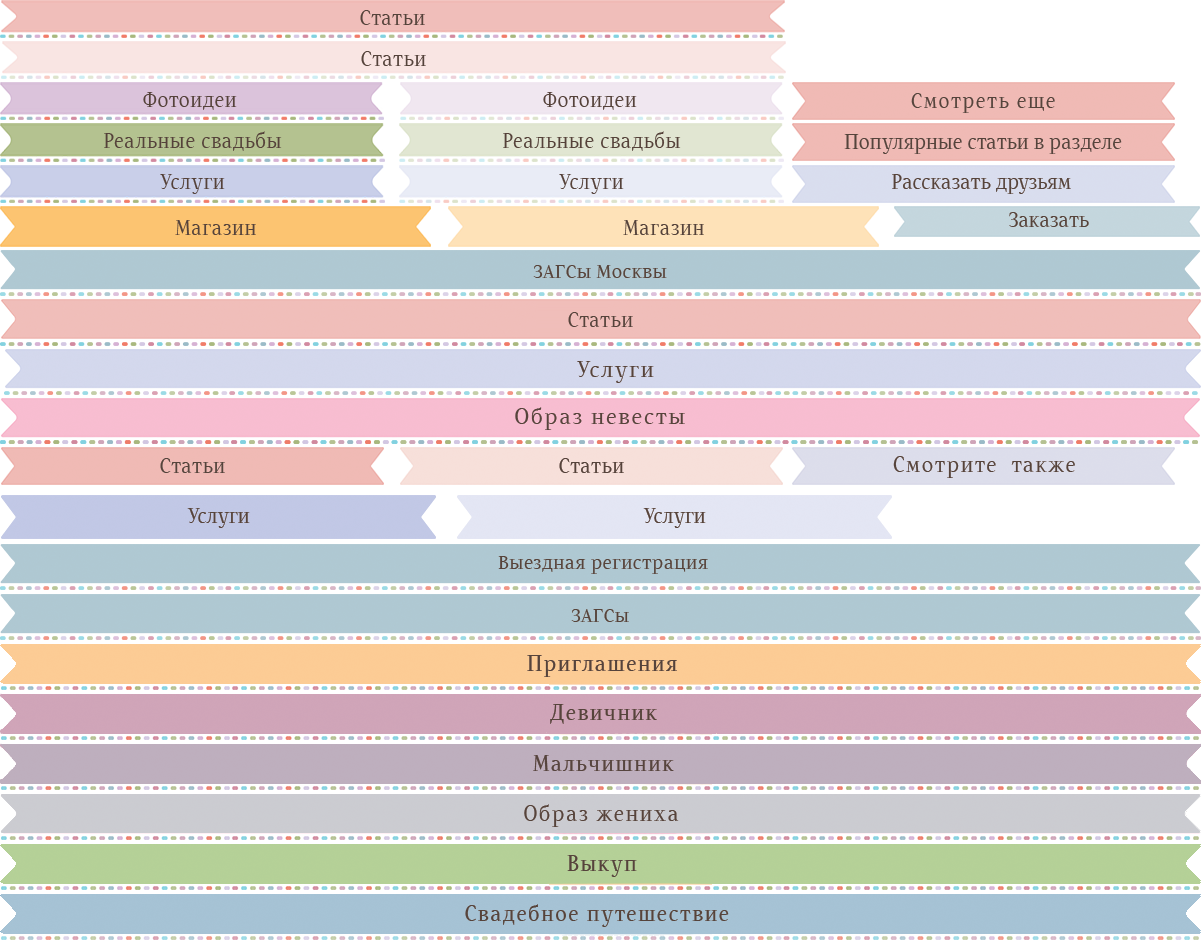 Статьи
Статьи
Фотоидеи
Фотоидеи
Смотреть еще
Реальные свадьбы
Реальные свадьбы
Популярные статьи в разделе
Услуги
Услуги
Рассказать друзьям
Магазин
Магазин
Заказать
ЗАГСы Москвы
Статьи
Услуги
Образ невесты
Статьи
Статьи
Смотрите также
Услуги
Услуги
Выездная регистрация
ЗАГСы
Приглашения
Девичник
Мальчишник
Образ жениха
Выкуп
Свадебное путешествие